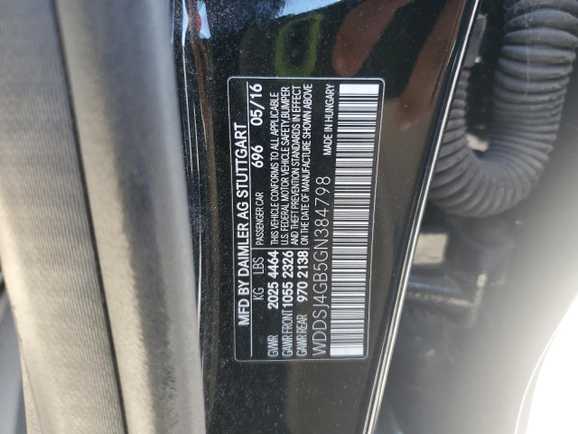 MFD BY DAIMLER AG STUTTGART
KG LBS PASSENGER CAR 696 05/16
GVWR 2025 4464 THIS VEHICLE CONFORMS TO ALL APPLICABLE
GAWR FRONT 1055 2326 U.S. FEDERAL MOTOR VEHICLE SAFETY, BUMPER
GAWR REAR 970 2138 AND THEFT PREVENTION STANDARDS IN EFFECT
ON THE DATE OF MANUFACTURE SHOWN ABOVE
WDDSJ4GB5GN384798 MADE IN HUNGARY